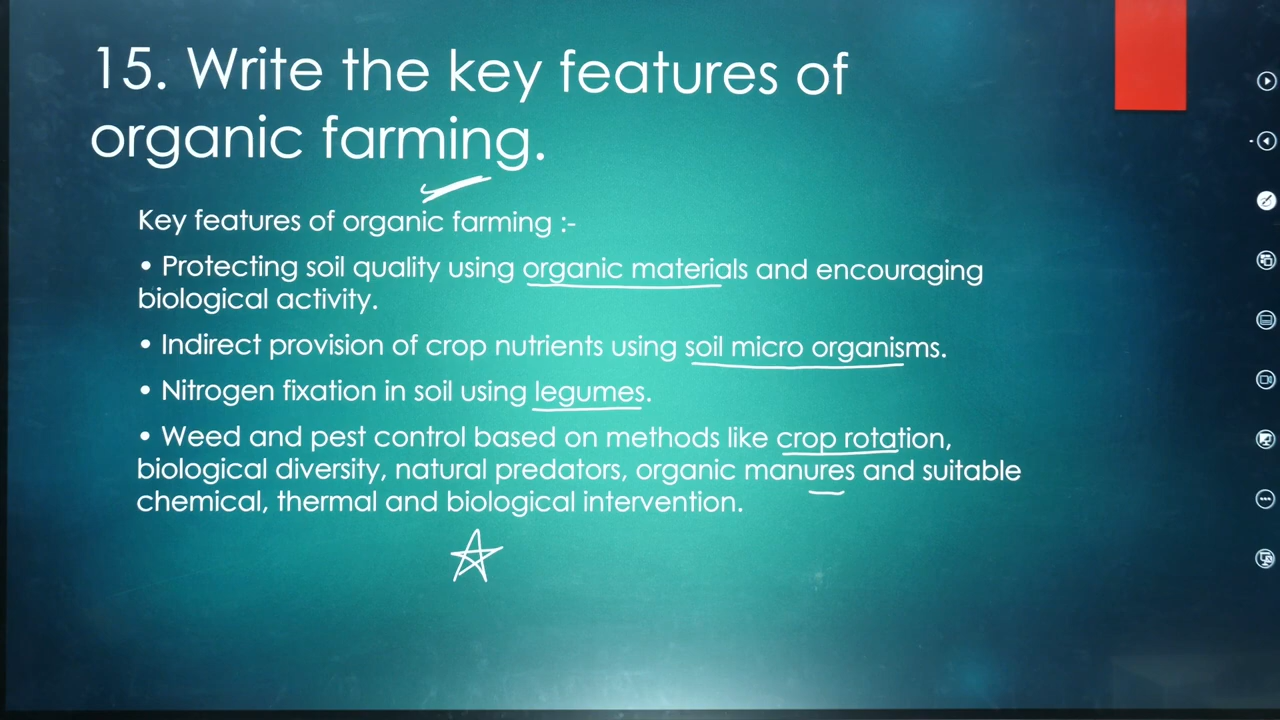 15. Write the key features of
organic farming.
Key features of organic farming :-
• Protecting soil quality using organic materials and encouraging
biological activity.
• Indirect provision of crop nutrients using soil micro organisms.
• Nitrogen fixation in soil using legumes.
• Weed and pest control based on methods like crop rotation,
biological diversity, natural predators, organic manures and suitable
chemical, thermal and biological intervention.